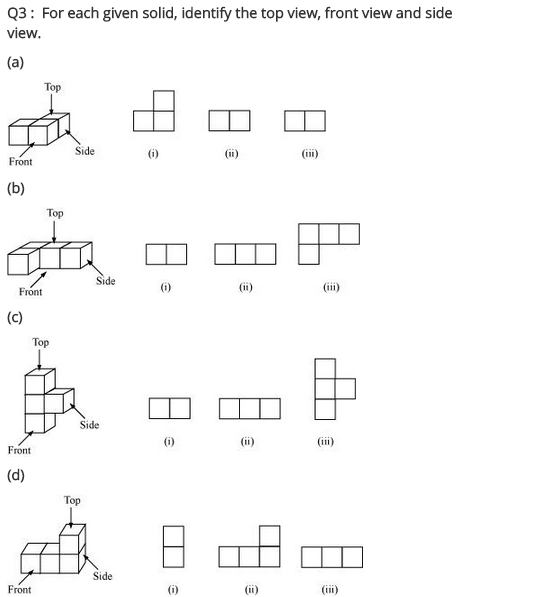 Q3 : For each given solid, identify the top view, front view and side
view.
(a)
Top
Side
Front
(i) (ii) (iii)
(b)
Top
Side
Front
(i) (ii) (iii)
(c)
Top
Side
Front
(i) (ii) (iii)
(d)
Top
Side
Front
(i) (ii) (iii)